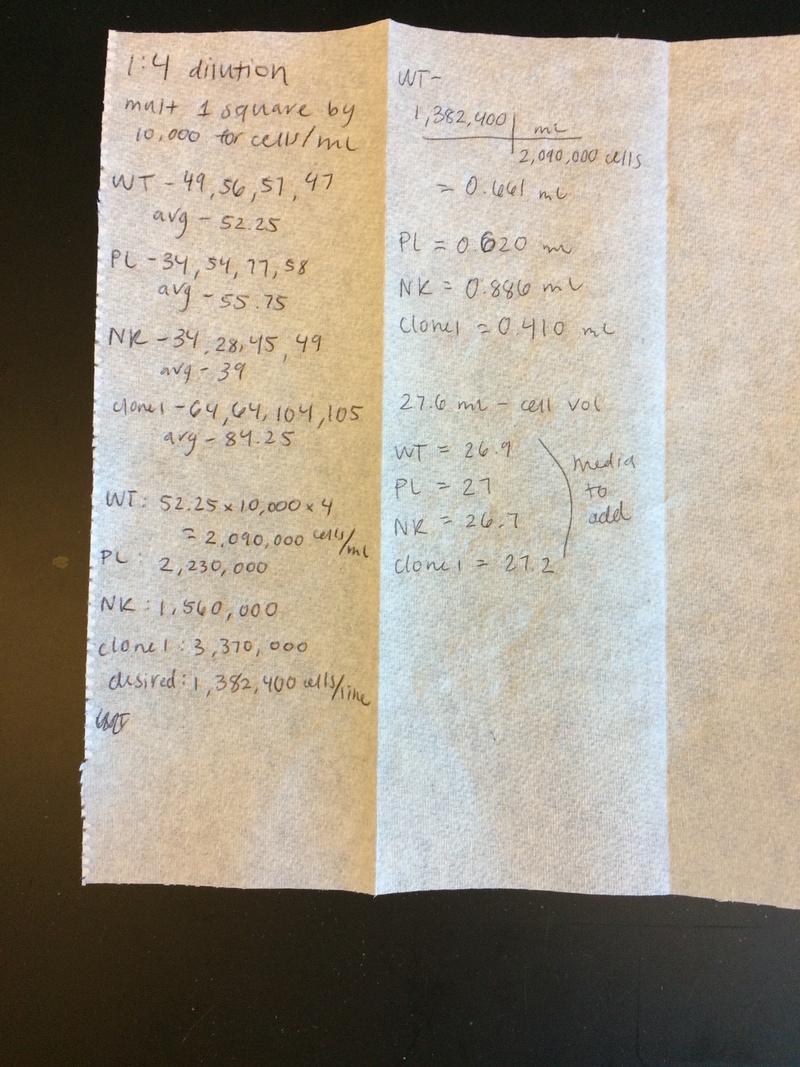 1:4 dilution
mult 1 square by
10,000 for cells/mL
WT - 49, 56, 57, 47
avg - 52.25
PL - 34, 54, 77, 58
avg - 55.75
NK - 34, 28, 45, 49
avg - 39
clone1 - 64, 64, 104, 105
avg - 84.25
WT: 52.25 x 10,000 x 4
= 2,090,000 cells/mL
PL: 2,230,000
NK: 1,560,000
clone1: 3,370,000
desired: 1,382,400 cells/line
WT-
1,382,400 | mL
2,090,000 cells
= 0.661 mL
PL = 0.620 mL
NK = 0.886 mL
clone1 = 0.410 mL
27.6 mL - cell vol
WT = 26.9
PL = 27
NK = 26.7
clone1 = 27.2
media
to
add